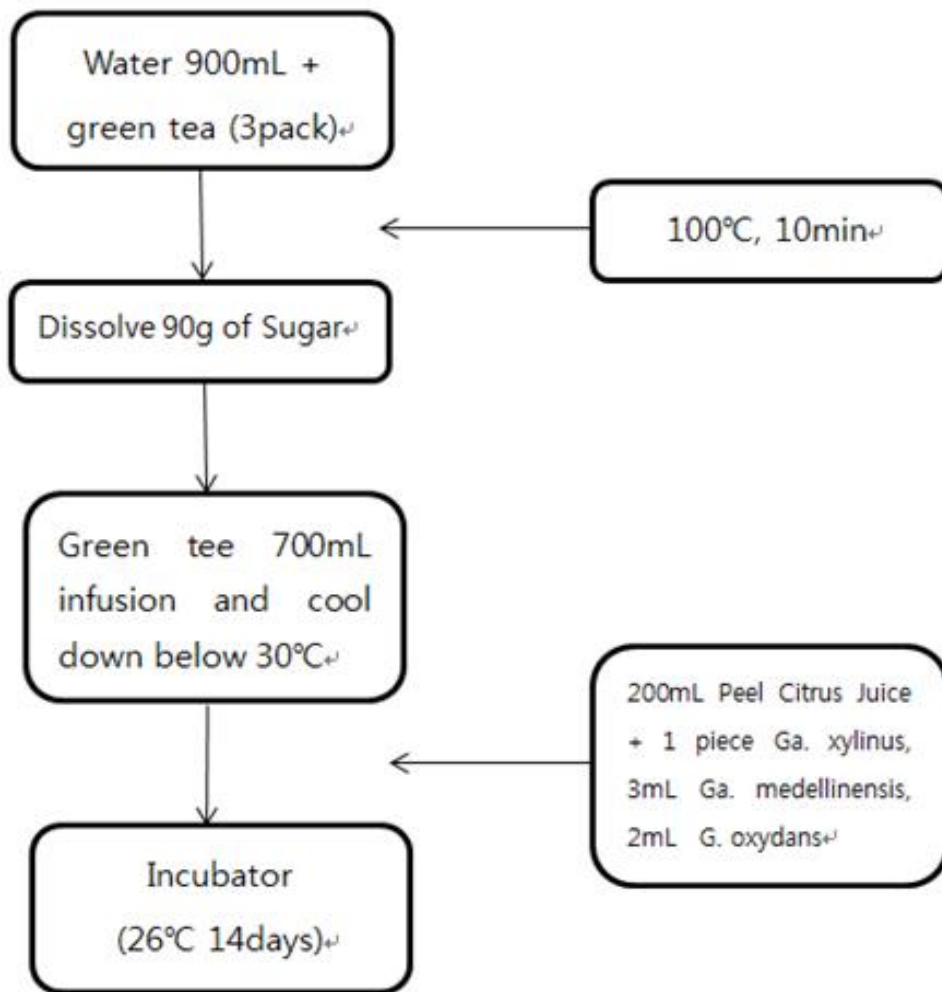 Water 900mL +
green tea (3pack)↵
100℃, 10min↵
Dissolve 90g of Sugar↵
Green tee 700mL
infusion and cool
down below 30℃↵
200mL Peel Citrus Juice
+ 1 piece Ga. xylinus,
3mL Ga. medellinensis,
2mL G. oxydans↵
Incubator
(26℃ 14days)↵